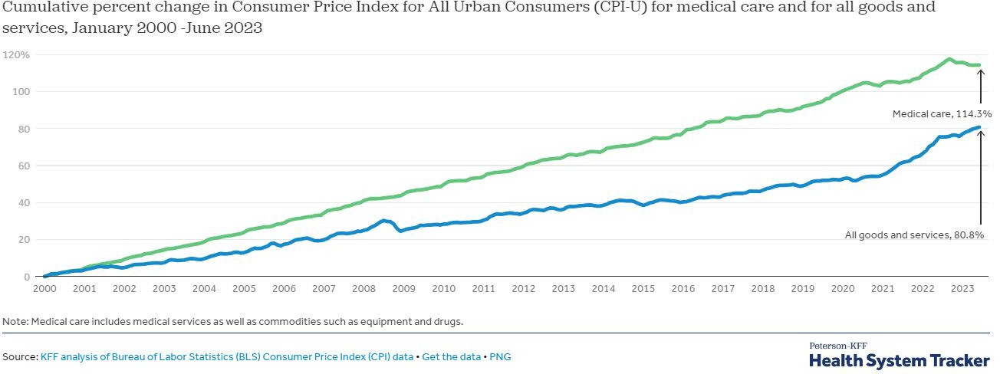 Cumulative percent change in Consumer Price Index for All Urban Consumers (CPI-U) for medical care and for all goods and
services, January 2000 -June 2023
120%
100
80
60
40
20
0
Medical care, 114.3%
All goods and services, 80.8%
2000 2001 2002 2003 2004 2005 2006 2007 2008 2009 2010 2011 2012 2013 2014 2015 2016 2017 2018 2019 2020 2021 2022 2023
Note: Medical care includes medical services as well as commodities such as equipment and drugs.
Source: KFF analysis of Bureau of Labor Statistics (BLS) Consumer Price Index (CPI) data • Get the data • PNG
Peterson-KFF
Health System Tracker